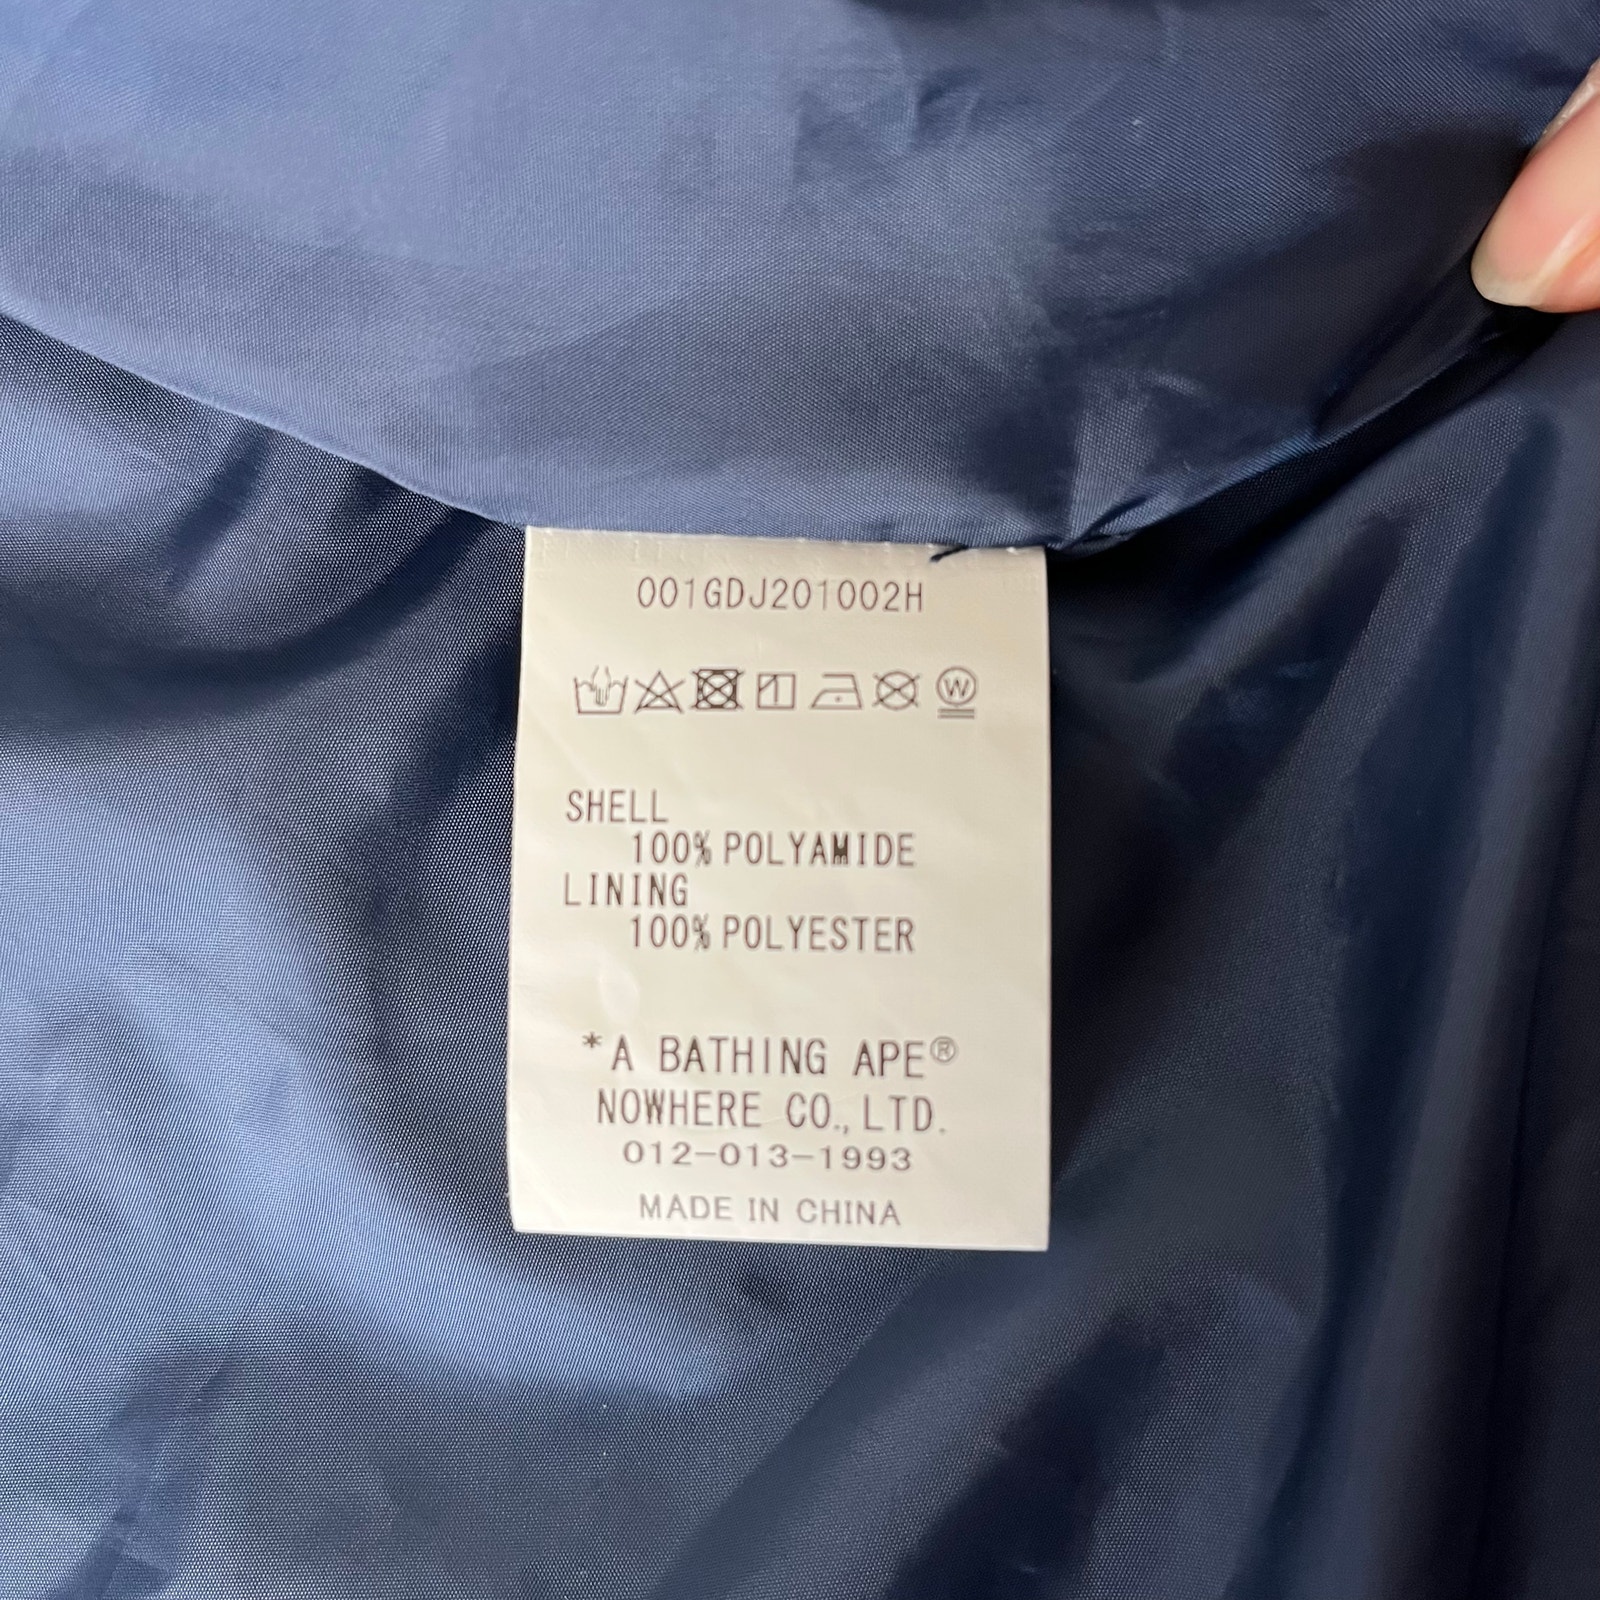 001GDJ201002H
W
SHELL
100% POLYAMIDE
LINING
100% POLYESTER
*A BATHING APE®
NOWHERE CO., LTD.
012-013-1993
MADE IN CHINA